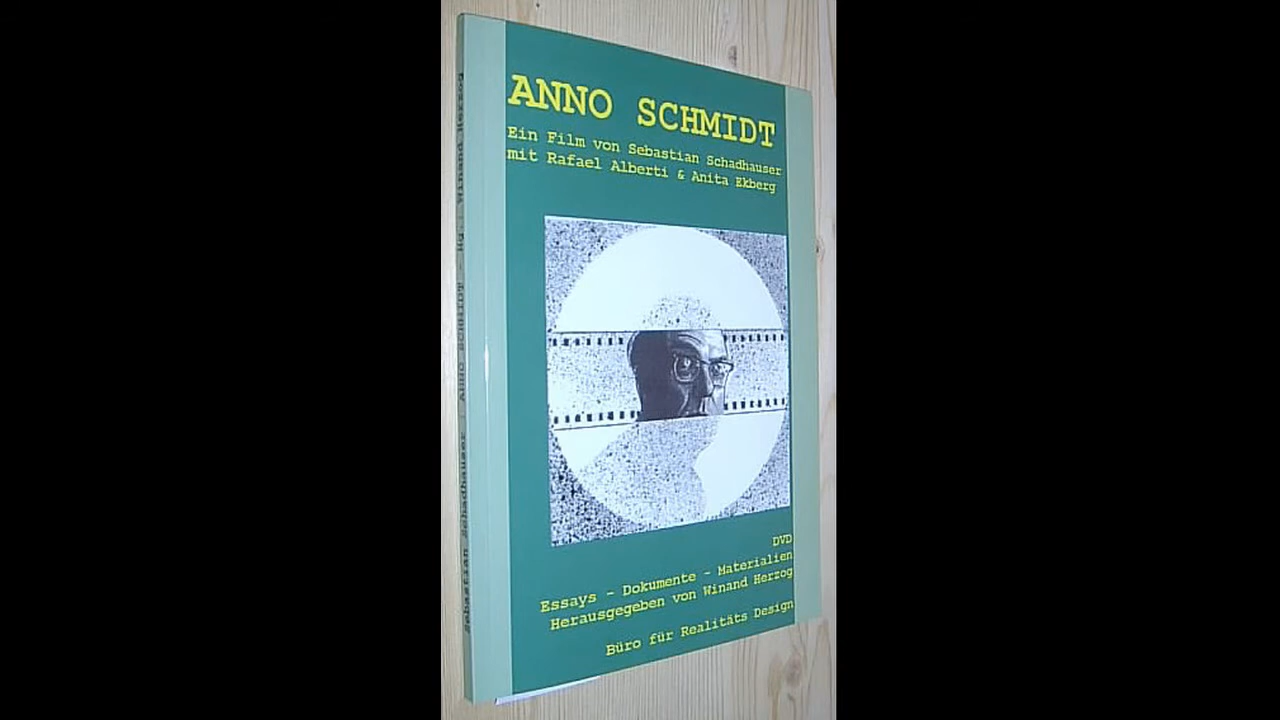 ANNO SCHMIDT
Ein Film von Sebastian Schadhauser
mit Rafael Alberti & Anita Ekberg
DVD
Essays - Dokumente - Materialien
Herausgegeben von Winand Herzog
Büro für Realitäts Design
Sebastian Schadhauser ANNO SCHMIDT - Hg.: Winand Herzog